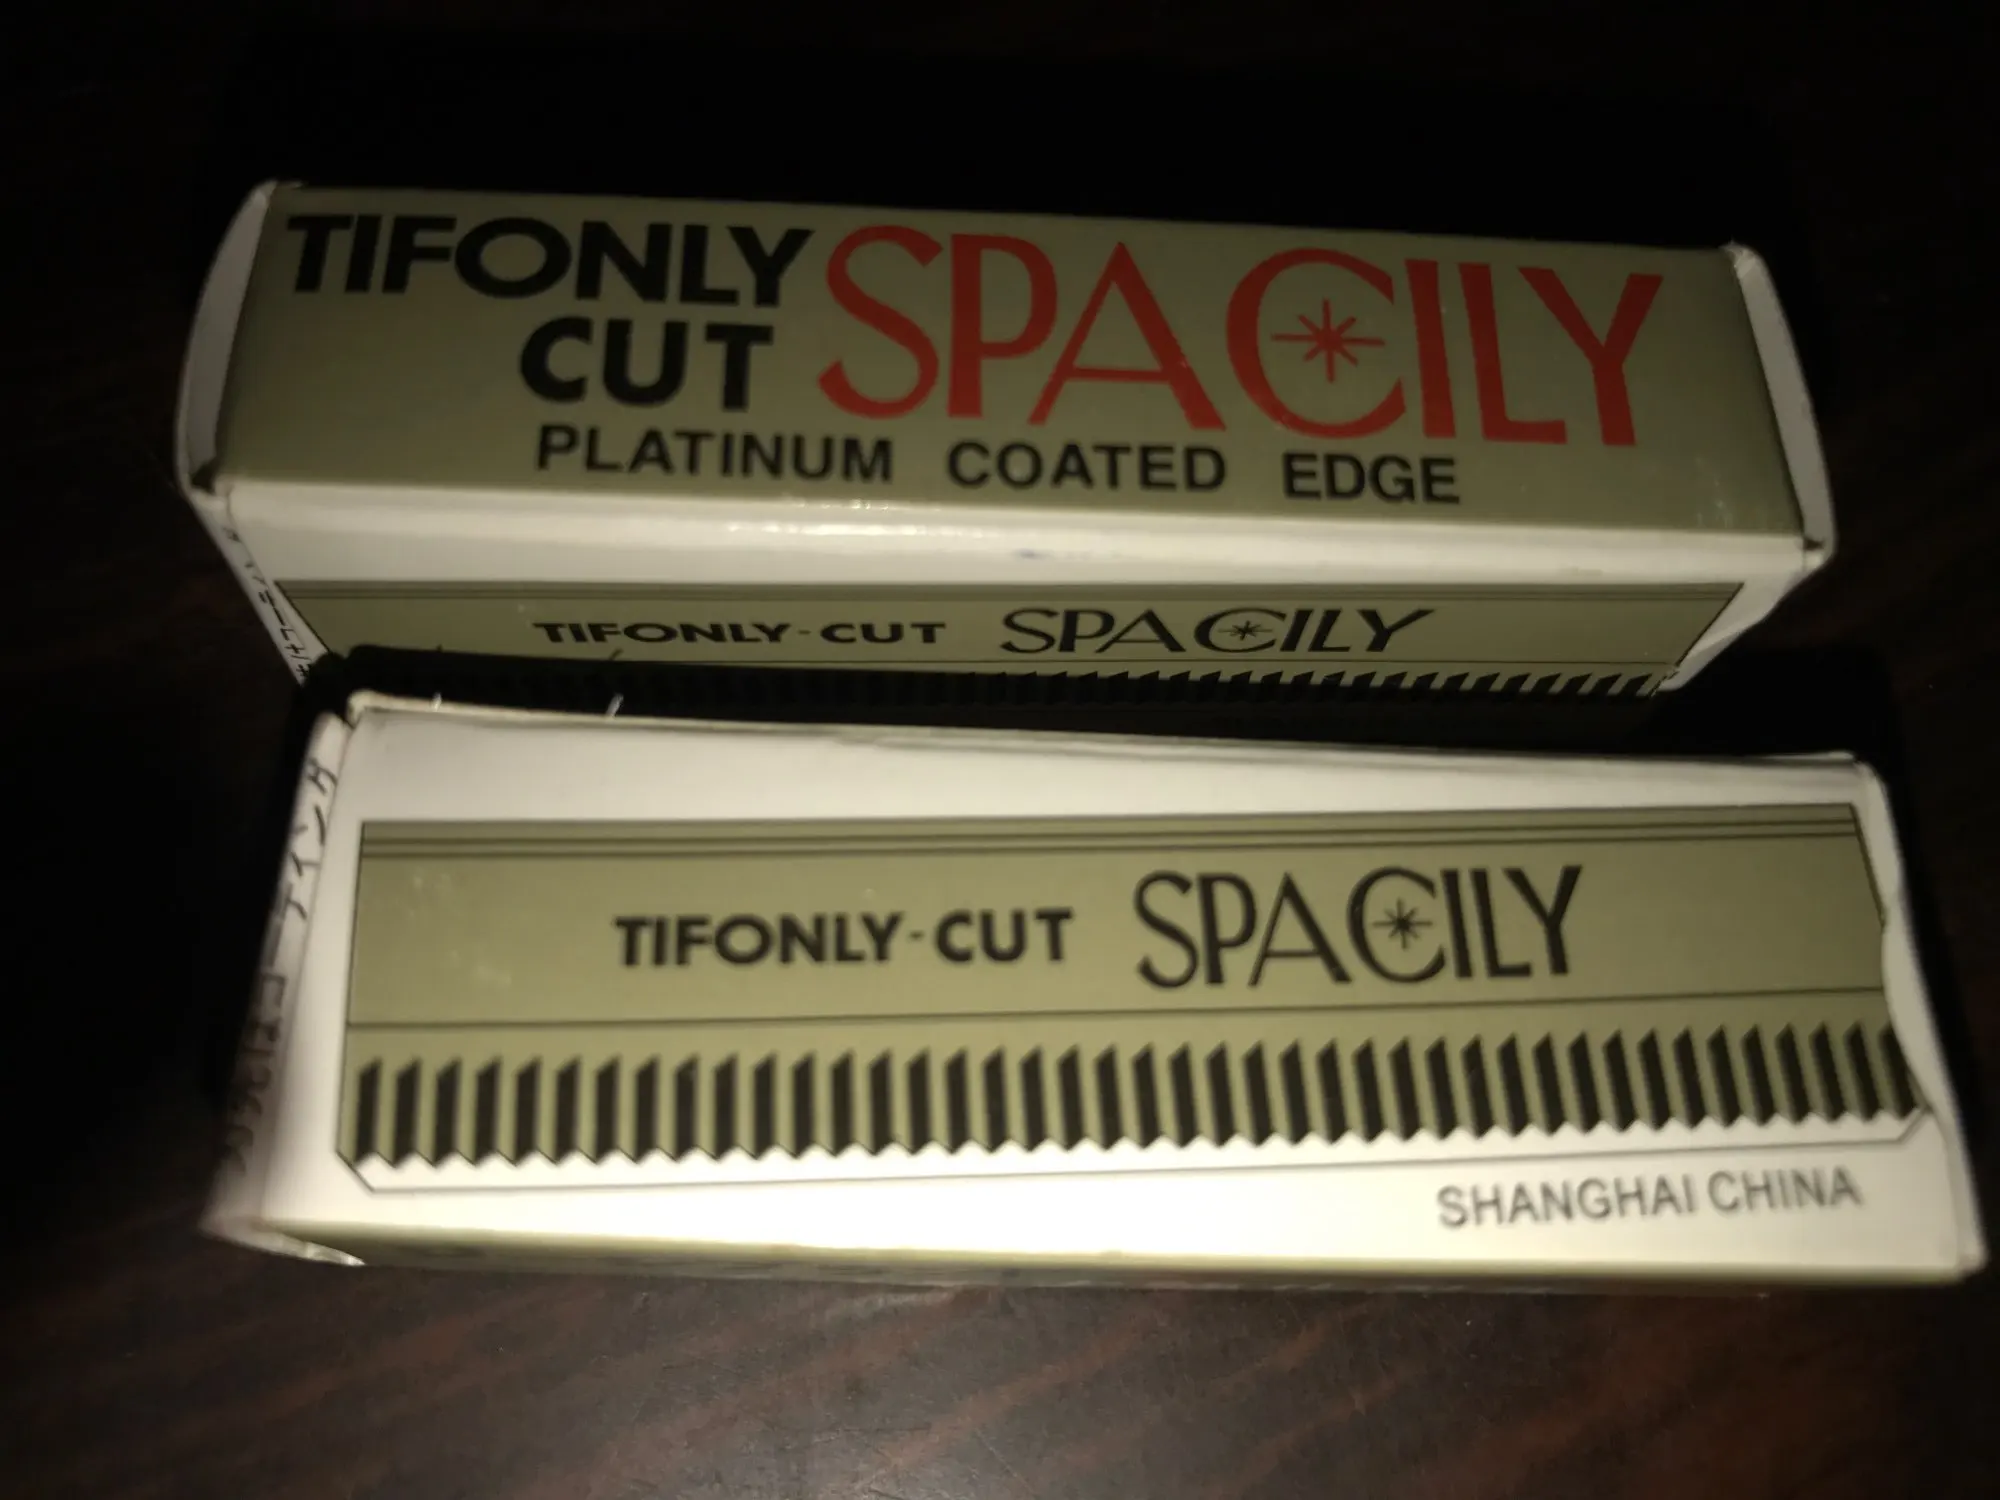 TIFONLY SPACILY
CUT
PLATINUM COATED EDGE
TIFONLY-CUT SPACILY
TIFONLY-CUT SPACILY
SHANGHAI CHINA